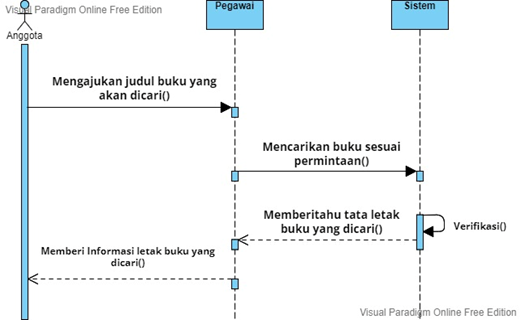 Visual Paradigm Online Free Edition
Pegawai
Sistem
Anggota
Mengajukan judul buku yang
akan dicari()
Mencarikan buku sesuai
permintaan()
Memberitahu tata letak
buku yang dicari()
Verifikasi()
Memberi Informasi letak buku yang
dicari()
Visual Paradigm Online Free Edition